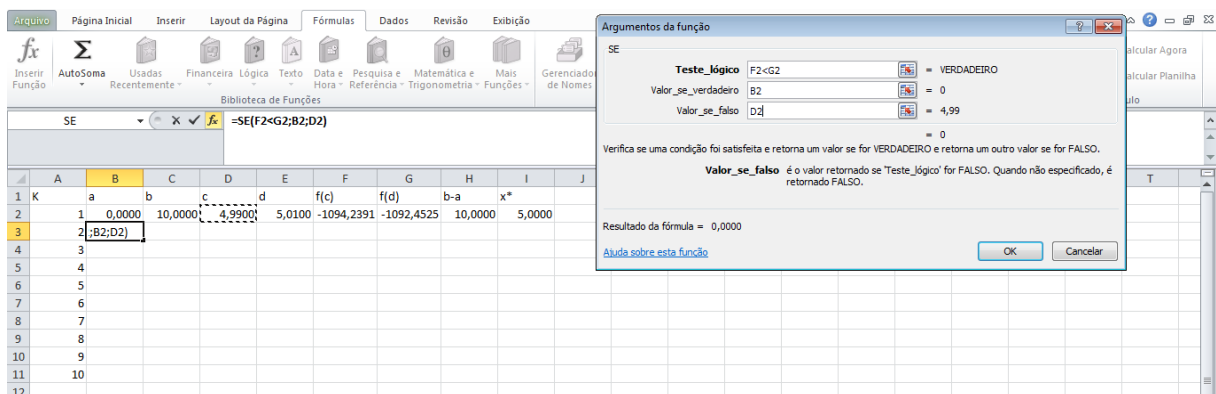 Arquivo Página Inicial Inserir Layout da Página Fórmulas Dados Revisão Exibição
fx Σ
Inserir Função
AutoSoma
Usadas Recentemente
Financeira
Lógica
Texto
Data e Hora
Pesquisa e Referência
Matemática e Trigonometria
Mais Funções
Gerenciador de Nomes
Biblioteca de Funções
alcular Agora
alcular Planilha
ulo
Argumentos da função
SE
Teste_lógico F2<G2 = VERDADEIRO
Valor_se_verdadeiro B2 = 0
Valor_se_falso D2 = 4,99
= 0
Verifica se uma condição foi satisfeita e retorna um valor se for VERDADEIRO e retorna um outro valor se for FALSO.
Valor_se_falso é o valor retornado se 'Teste_lógico' for FALSO. Quando não especificado, é
retornado FALSO.
Resultado da fórmula = 0,0000
Ajuda sobre esta função OK Cancelar
SE fx =SE(F2<G2;B2;D2)
A B C D E F G H I J T
1 K a b c d f(c) f(d) b-a x*
2 1 0,0000 10,0000 4,9900 5,0100 -1094,2391 -1092,4525 10,0000 5,0000
3 2 ;B2;D2)
4 3
5 4
6 5
7 6
8 7
9 8
10 9
11 10
12